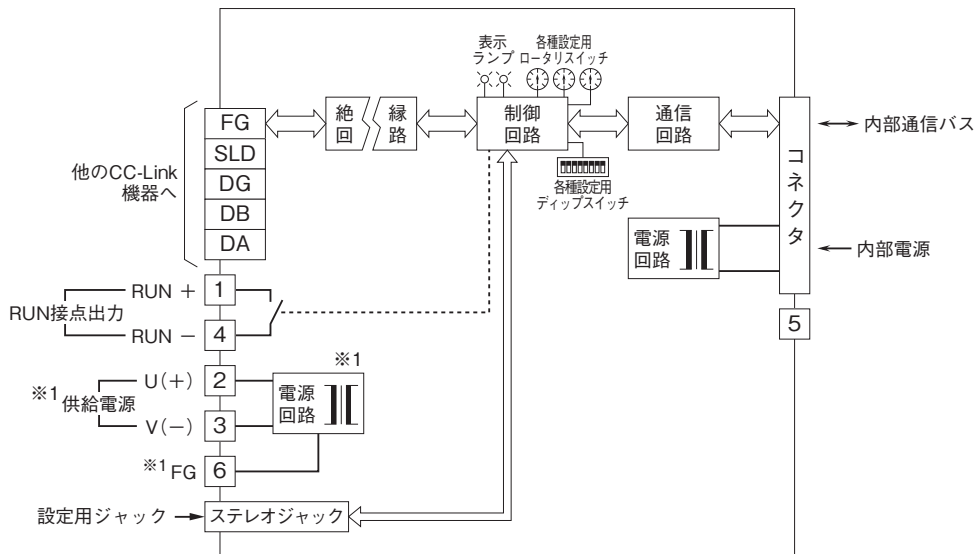 表示
ランプ
各種設定用
ロータリスイッチ
FG
SLD
DG
DB
DA
他のCC-Link
機器へ
絶 縁
回 路
制御
回路
通信
回路
コネクタ
内部通信バス
各種設定用
ディップスイッチ
電源
回路
内部電源
RUN +
1
RUN接点出力
RUN −
4
5
※1
U(+)
2
※1 供給電源
電源
回路
V(−)
3
※1 FG
6
設定用ジャック
ステレオジャック